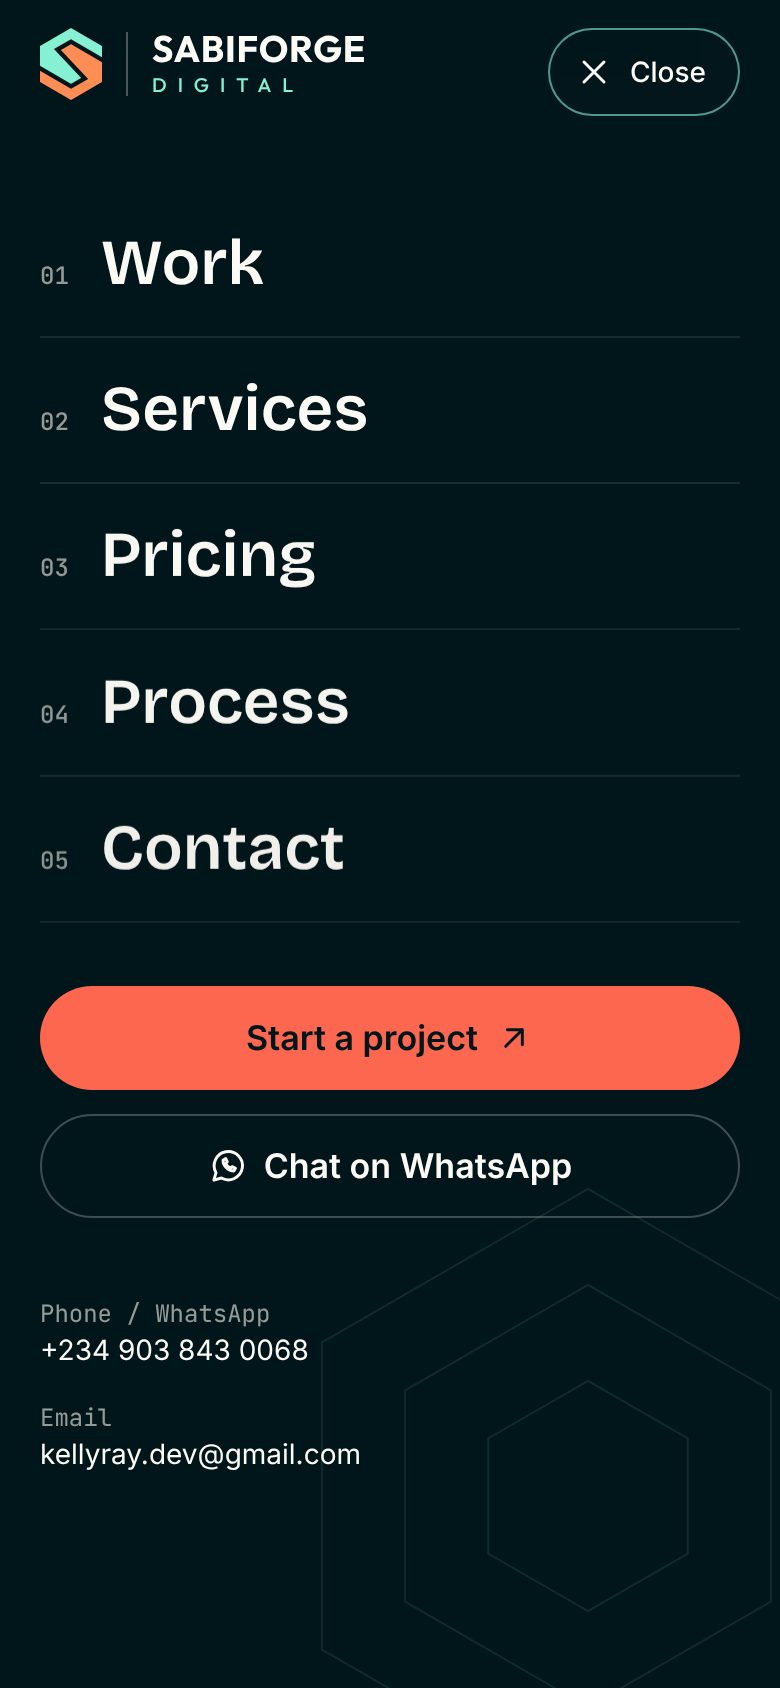 SABIFORGE
DIGITAL
Close
01 Work
02 Services
03 Pricing
04 Process
05 Contact
Start a project
Chat on WhatsApp
Phone / WhatsApp
+234 903 843 0068
Email
kellyray.dev@gmail.com